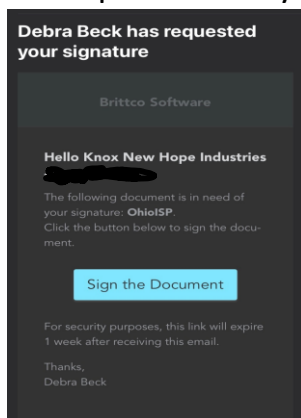 Debra Beck has requested
your signature
Brittco Software
Hello Knox New Hope Industries
The following document is in need of
your signature: OhioISP.
Click the button below to sign the docu-
ment.
Sign the Document
For security purposes, this link will expire
1 week after receiving this email.
Thanks,
Debra Beck